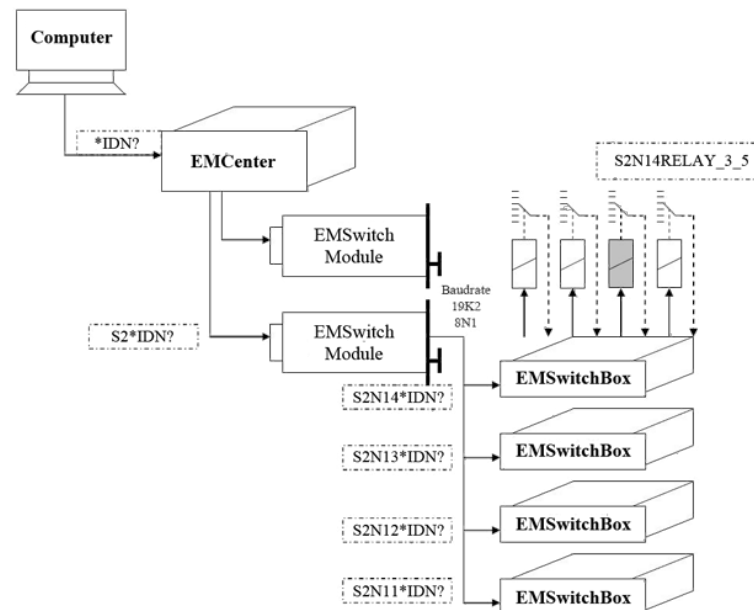 Computer
*IDN?
EMCenter
S2N14RELAY_3_5
EMSwitch
Module
Baudrate
19K2
8N1
EMSwitch
Module
S2*IDN?
EMSwitchBox
S2N14*IDN?
EMSwitchBox
S2N13*IDN?
EMSwitchBox
S2N12*IDN?
EMSwitchBox
S2N11*IDN?